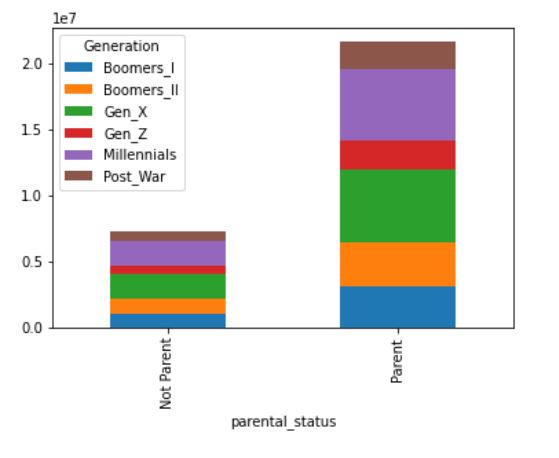 1e7
Generation
Boomers_I
Boomers_II
Gen_X
Gen_Z
Millennials
Post_War
2.0
1.5
1.0
0.5
0.0
Not Parent
Parent
parental_status